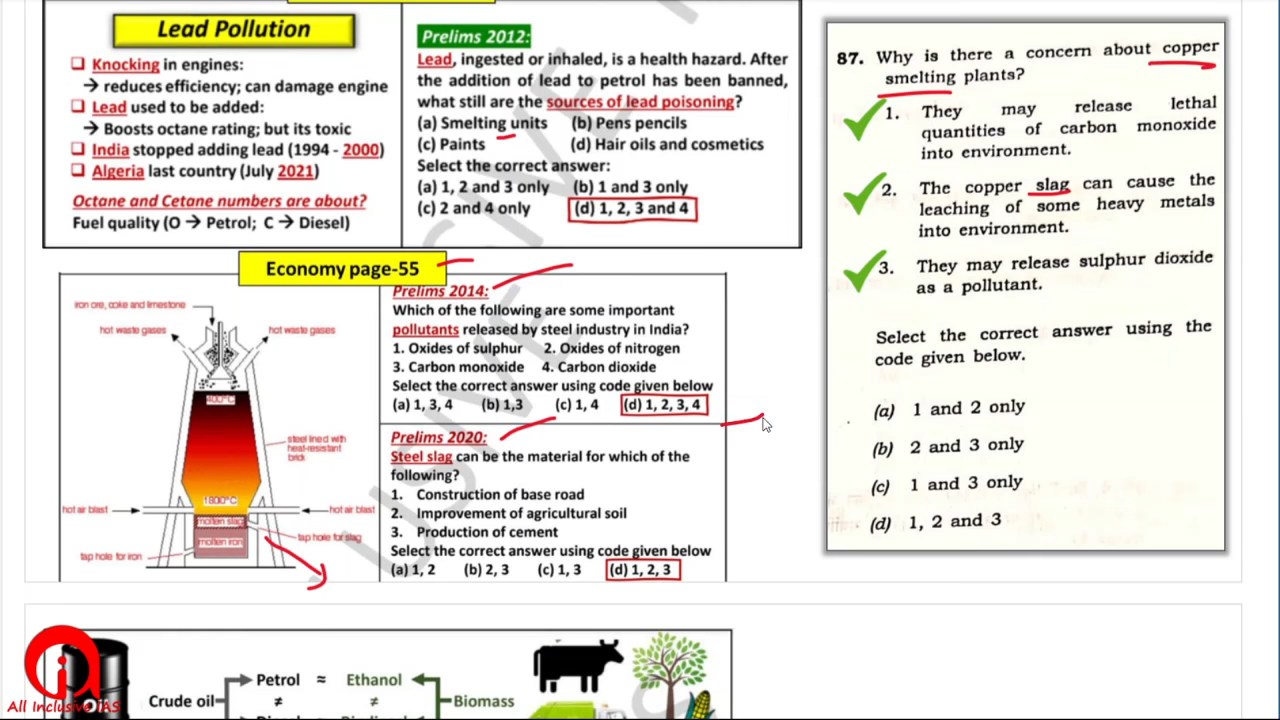 Lead Pollution
Knocking in engines:
→ reduces efficiency; can damage engine
Lead used to be added:
→ Boosts octane rating; but its toxic
India stopped adding lead (1994 - 2000)
Algeria last country (July 2021)
Octane and Cetane numbers are about?
Fuel quality (O → Petrol; C → Diesel)
Prelims 2012:
Lead, ingested or inhaled, is a health hazard. After
the addition of lead to petrol has been banned,
what still are the sources of lead poisoning?
(a) Smelting units (b) Pens pencils
(c) Paints (d) Hair oils and cosmetics
Select the correct answer:
(a) 1, 2 and 3 only (b) 1 and 3 only
(c) 2 and 4 only (d) 1, 2, 3 and 4
Economy page-55
iron ore, coke and limestone
hot waste gases
hot waste gases
400°C
steel lined with
heat-resistant
brick
1800°C
hot air blast
hot air blast
molten slag
tap hole for slag
molten iron
tap hole for iron
Prelims 2014:
Which of the following are some important
pollutants released by steel industry in India?
1. Oxides of sulphur 2. Oxides of nitrogen
3. Carbon monoxide 4. Carbon dioxide
Select the correct answer using code given below
(a) 1, 3, 4 (b) 1,3 (c) 1, 4 (d) 1, 2, 3, 4
Prelims 2020:
Steel slag can be the material for which of the
following?
1. Construction of base road
2. Improvement of agricultural soil
3. Production of cement
Select the correct answer using code given below
(a) 1, 2 (b) 2, 3 (c) 1, 3 (d) 1, 2, 3
87. Why is there a concern about copper
smelting plants?
1. They may release lethal
quantities of carbon monoxide
into environment.
2. The copper slag can cause the
leaching of some heavy metals
into environment.
3. They may release sulphur dioxide
as a pollutant.
Select the correct answer using the
code given below.
(a) 1 and 2 only
(b) 2 and 3 only
(c) 1 and 3 only
(d) 1, 2 and 3
Crude oil
Petrol ≈ Ethanol
≠ ≠
Biomass
All Inclusive IAS